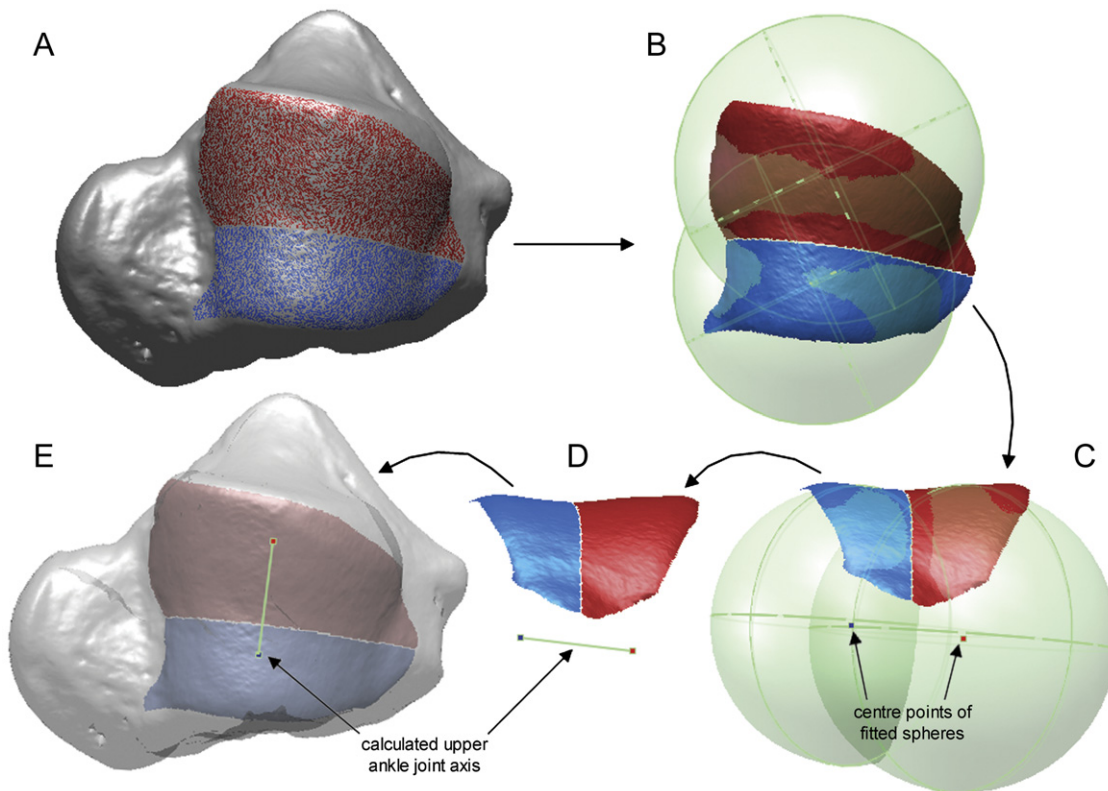 A
B
E
D
C
calculated upper
ankle joint axis
centre points of
fitted spheres